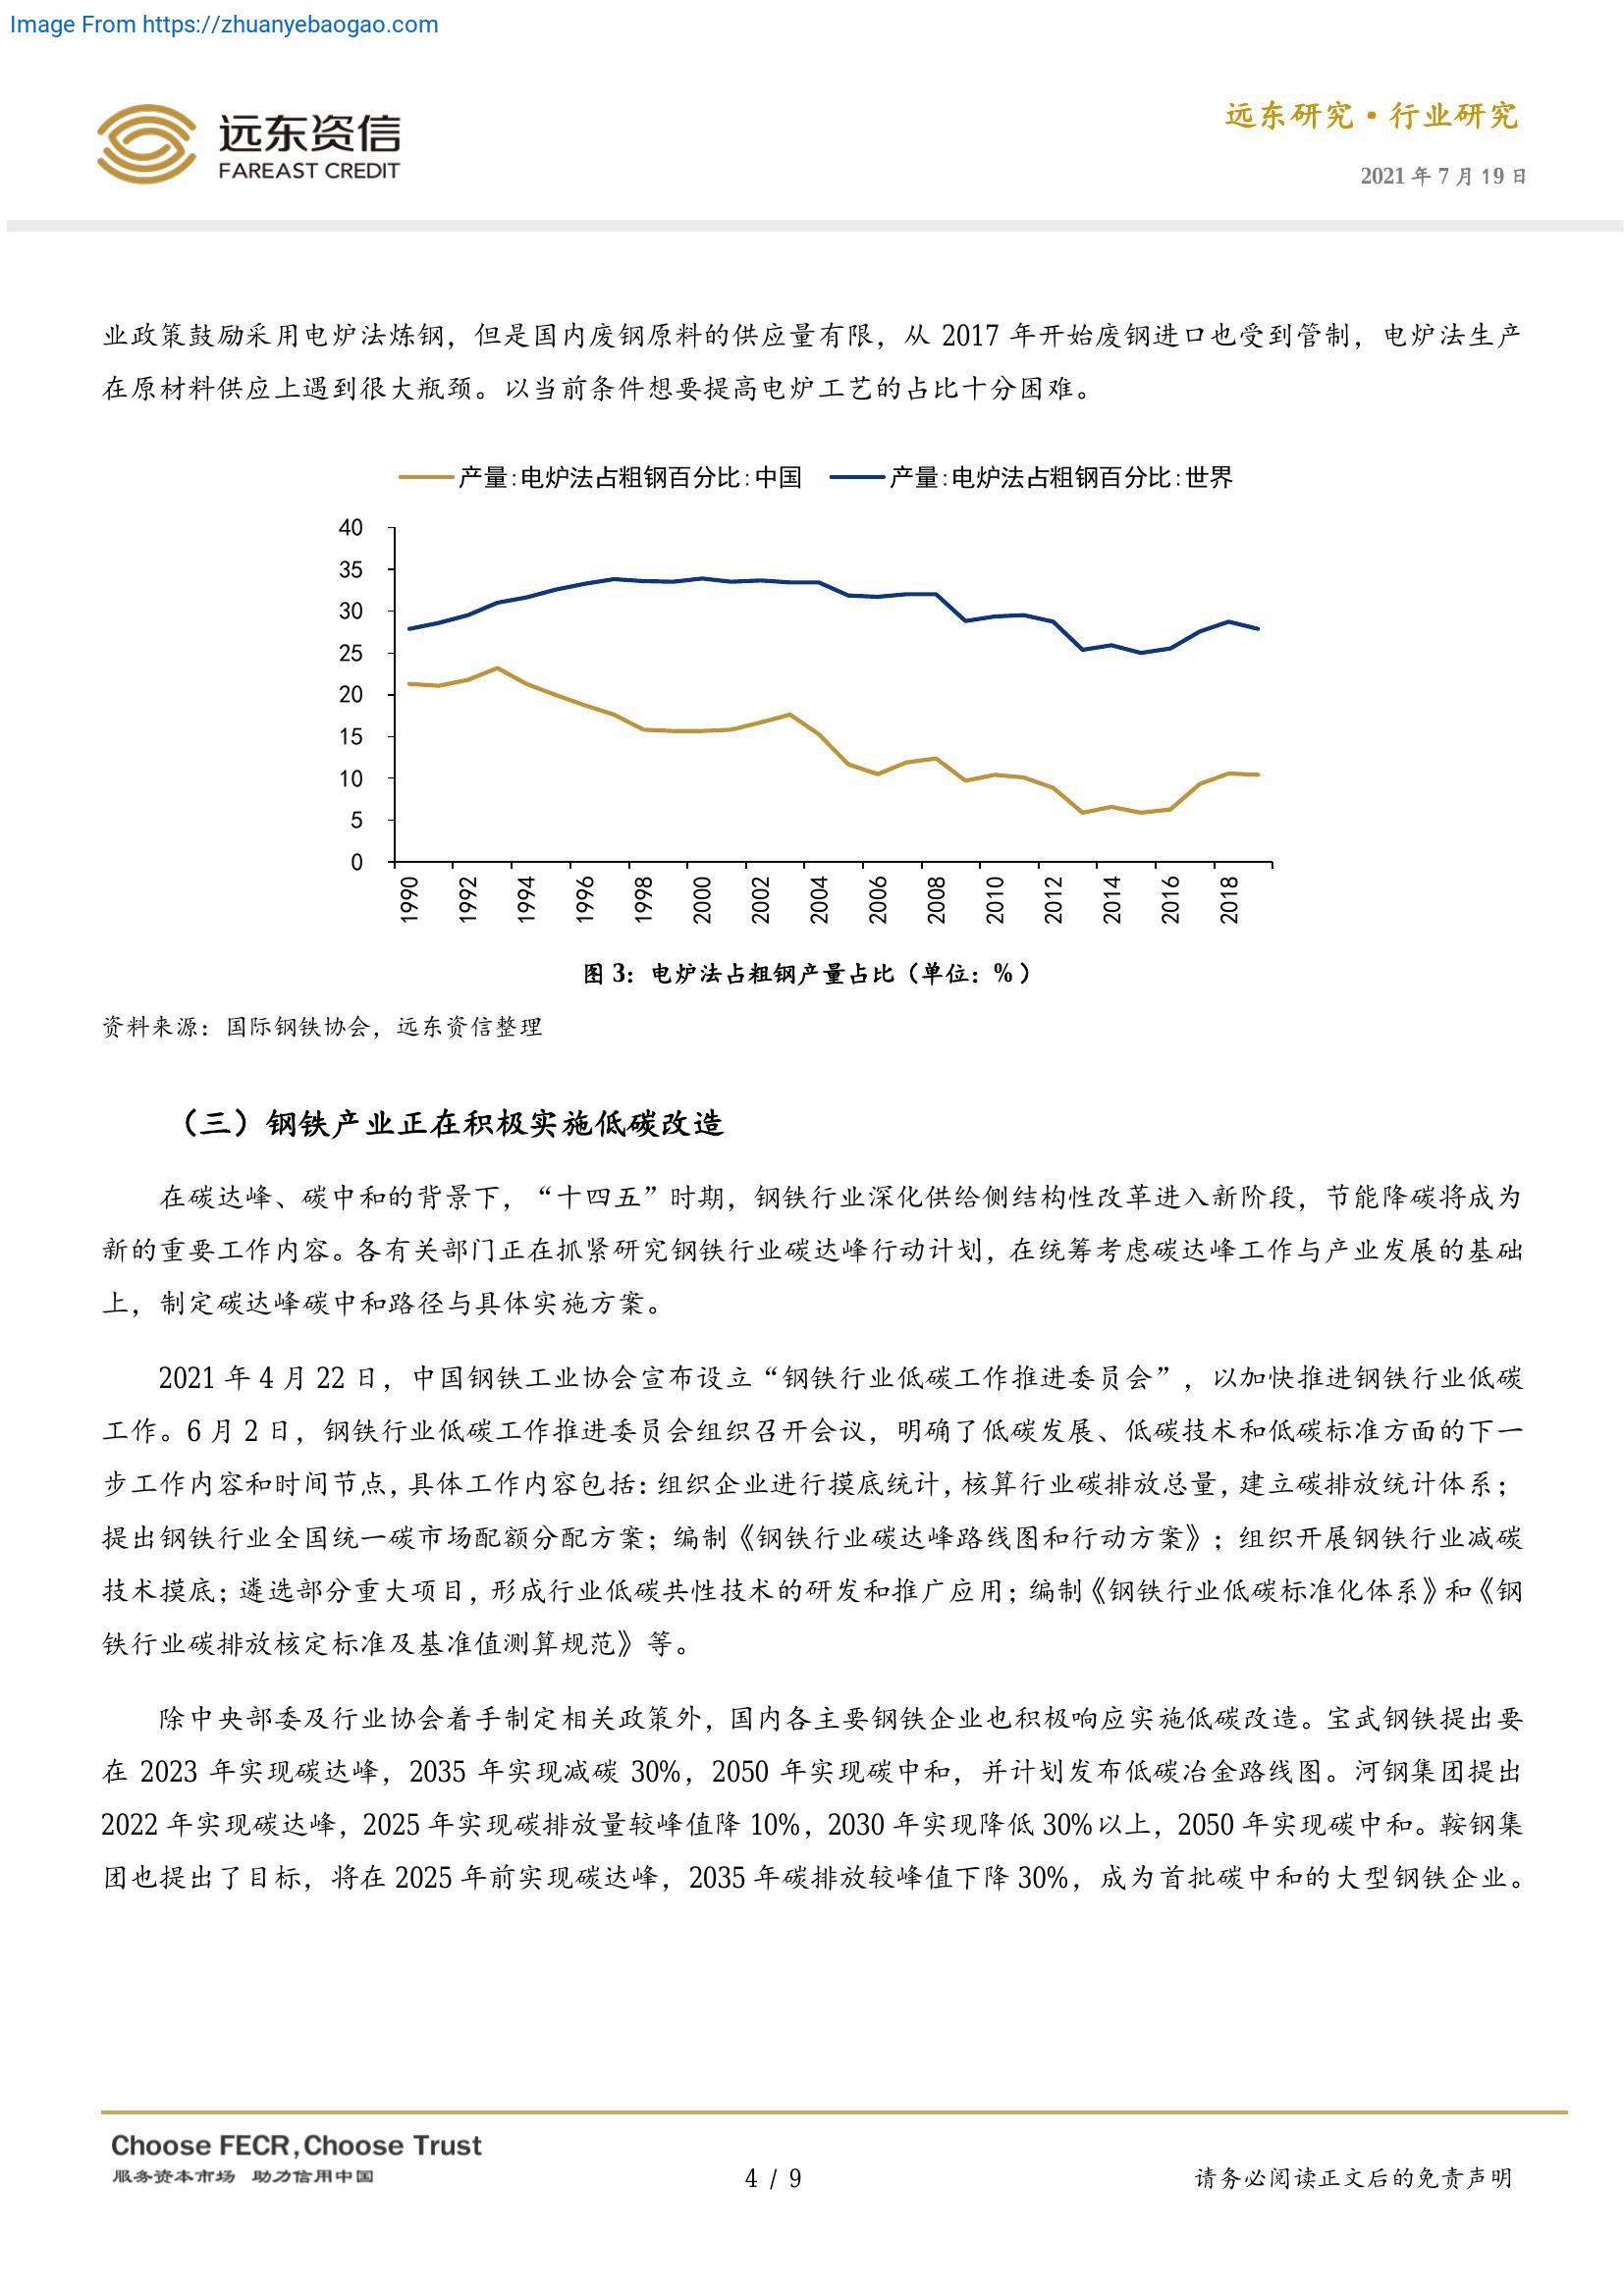 Image From https://zhuanyebaogao.com
远东资信
FAREAST CREDIT
远东研究·行业研究
2021 年 7 月 19 日
业政策鼓励采用电炉法炼钢，但是国内废钢原料的供应量有限，从 2017 年开始废钢进口也受到管制，电炉法生产
在原材料供应上遇到很大瓶颈。以当前条件想要提高电炉工艺的占比十分困难。
产量:电炉法占粗钢百分比:中国 产量:电炉法占粗钢百分比:世界
40
35
30
25
20
15
10
5
0
1990 1992 1994 1996 1998 2000 2002 2004 2006 2008 2010 2012 2014 2016 2018
图 3：电炉法占粗钢产量占比（单位：%）
资料来源：国际钢铁协会，远东资信整理
（三）钢铁产业正在积极实施低碳改造
在碳达峰、碳中和的背景下，“十四五”时期，钢铁行业深化供给侧结构性改革进入新阶段，节能降碳将成为
新的重要工作内容。各有关部门正在抓紧研究钢铁行业碳达峰行动计划，在统筹考虑碳达峰工作与产业发展的基础
上，制定碳达峰碳中和路径与具体实施方案。
2021 年 4 月 22 日，中国钢铁工业协会宣布设立“钢铁行业低碳工作推进委员会”，以加快推进钢铁行业低碳
工作。6 月 2 日，钢铁行业低碳工作推进委员会组织召开会议，明确了低碳发展、低碳技术和低碳标准方面的下一
步工作内容和时间节点，具体工作内容包括：组织企业进行摸底统计，核算行业碳排放总量，建立碳排放统计体系；
提出钢铁行业全国统一碳市场配额分配方案；编制《钢铁行业碳达峰路线图和行动方案》；组织开展钢铁行业减碳
技术摸底；遴选部分重大项目，形成行业低碳共性技术的研发和推广应用；编制《钢铁行业低碳标准化体系》和《钢
铁行业碳排放核定标准及基准值测算规范》等。
除中央部委及行业协会着手制定相关政策外，国内各主要钢铁企业也积极响应实施低碳改造。宝武钢铁提出要
在 2023 年实现碳达峰，2035 年实现减碳 30%，2050 年实现碳中和，并计划发布低碳冶金路线图。河钢集团提出
2022 年实现碳达峰，2025 年实现碳排放量较峰值降 10%，2030 年实现降低 30%以上，2050 年实现碳中和。鞍钢集
团也提出了目标，将在 2025 年前实现碳达峰，2035 年碳排放较峰值下降 30%，成为首批碳中和的大型钢铁企业。
Choose FECR,Choose Trust
服务资本市场 助力信用中国
4 / 9
请务必阅读正文后的免责声明